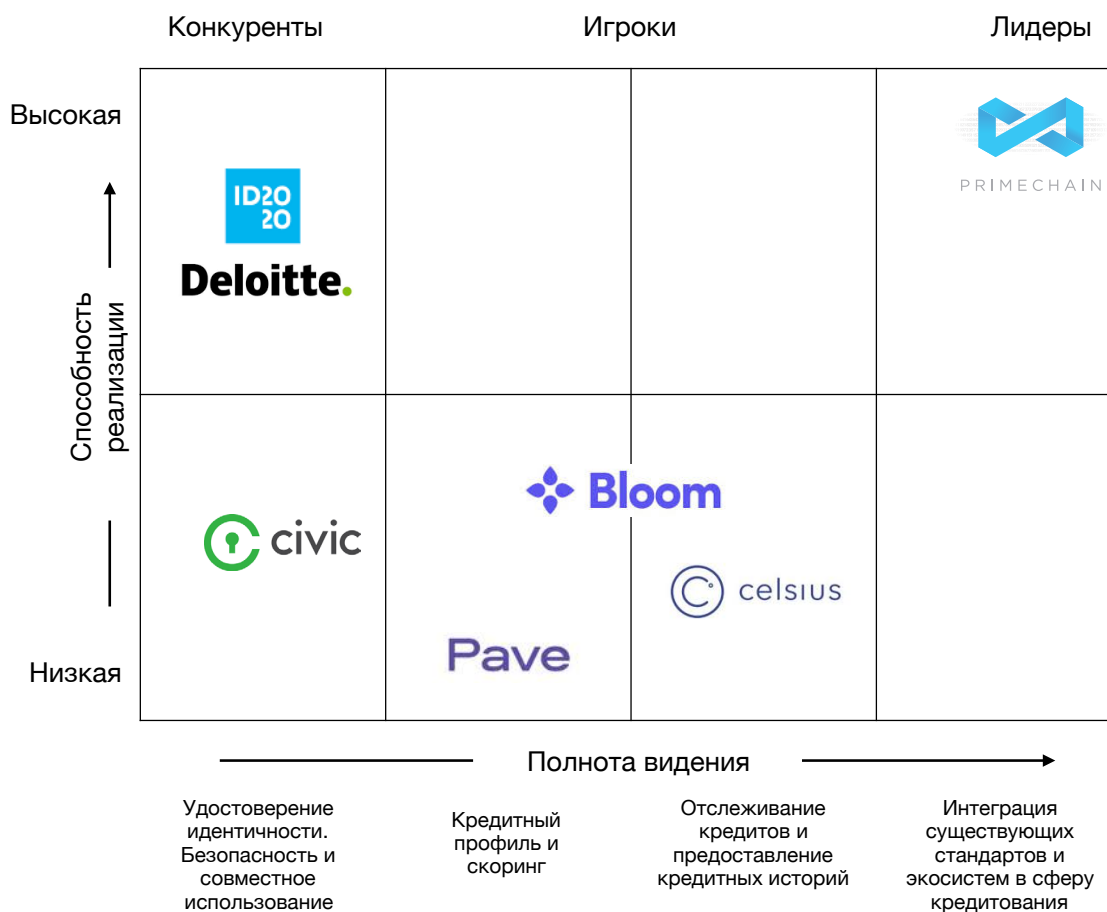 Конкуренты
Игроки
Лидеры
Высокая
PRIMECHAIN
ID20
20
Deloitte.
Способность
реализации
Bloom
civic
celsius
Pave
Низкая
Полнота видения
Удостоверение
идентичности.
Безопасность и
совместное
использование
Кредитный
профиль и
скоринг
Отслеживание
кредитов и
предоставление
кредитных историй
Интеграция
существующих
стандартов и
экосистем в сферу
кредитования